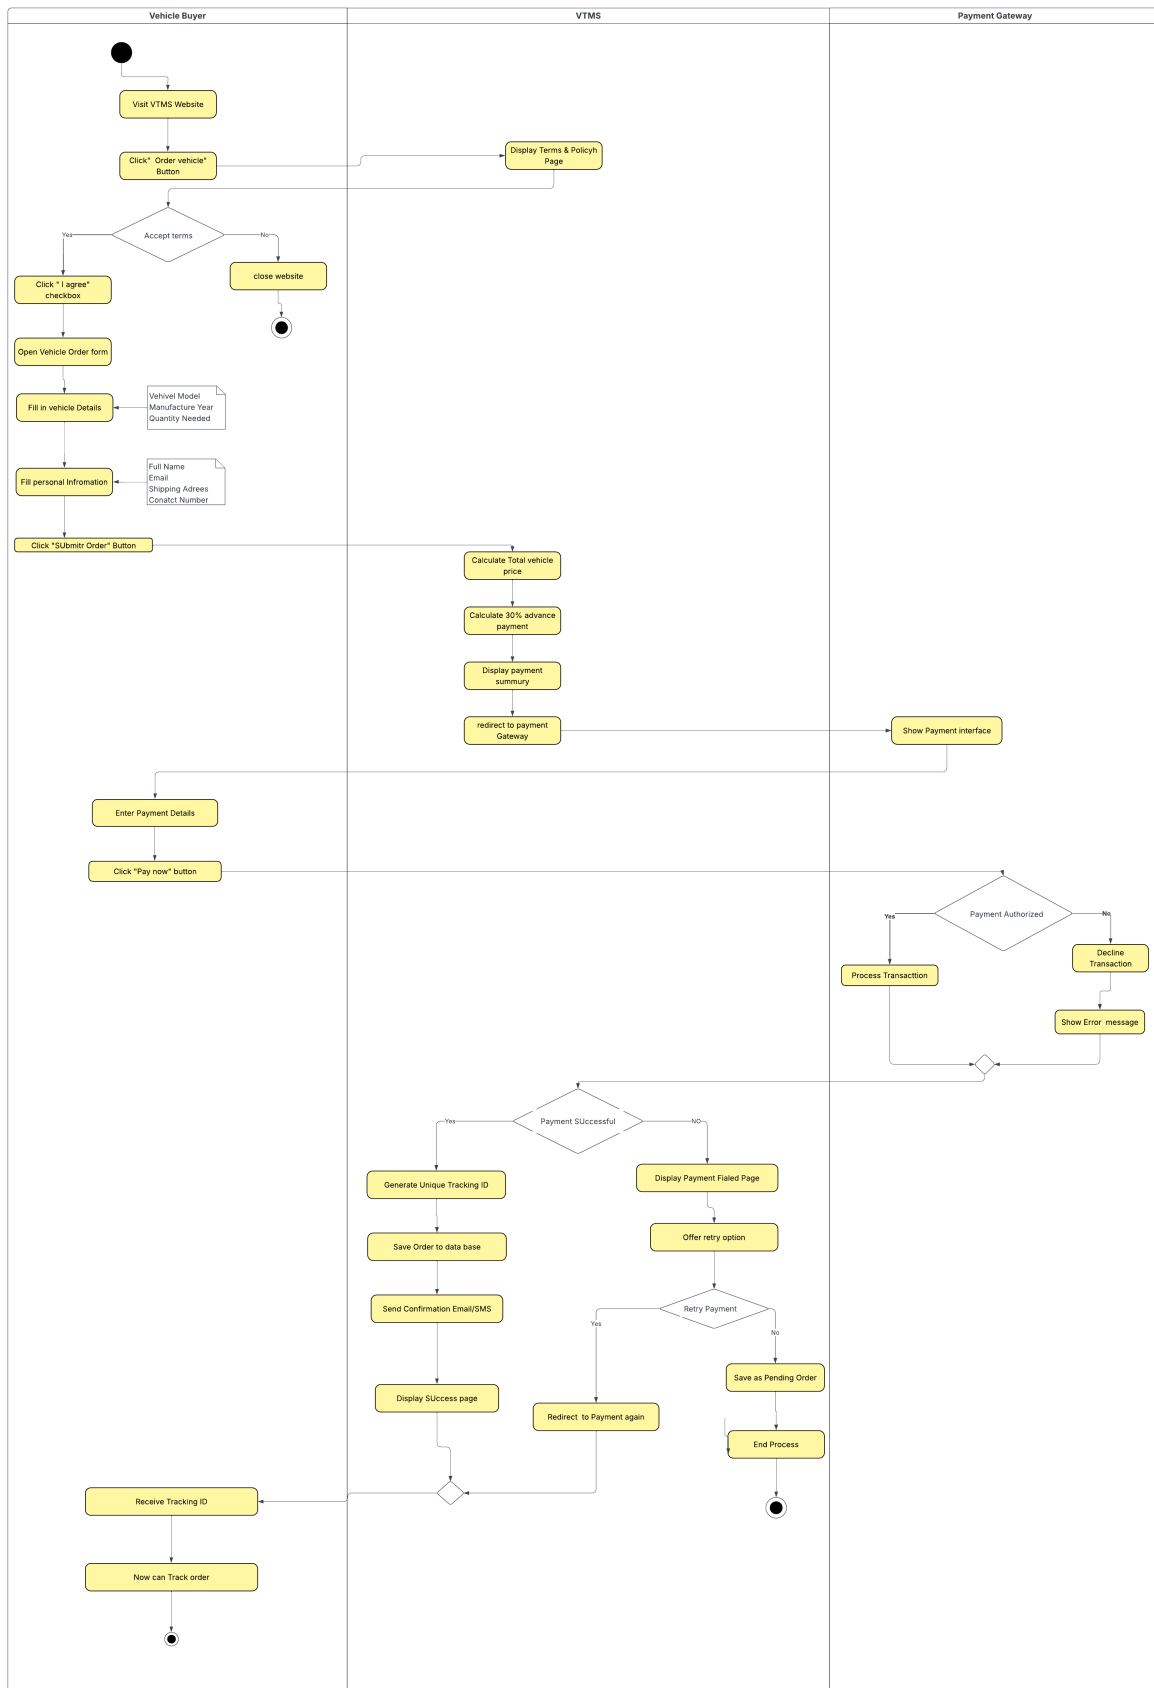 Vehicle Buyer
VTMS
Payment Gateway
Visit VTMS Website
Click"  Order vehicle"
Button
Display Terms & Policyh
Page
Accept terms
Yes
No
Click " I agree"
checkbox
close website
Open Vehicle Order form
Fill in vehicle Details
Vehivel Model
Manufacture Year
Quantity Needed
Fill personal Infromation
Full Name
Email
Shipping Adrees
Conatct Number
Click "SUbmitr Order" Button
Calculate Total vehicle
price
Calculate 30% advance
payment
Display payment
summury
redirect to payment
Gateway
Show Payment interface
Enter Payment Details
Click "Pay now" button
Payment Authorized
Yes
No
Decline
Transaction
Process Transacttion
Show Error  message
Payment SUccessful
Yes
NO
Generate Unique Tracking ID
Display Payment Fialed Page
Save Order to data base
Offer retry option
Send Confirmation Email/SMS
Retry Payment
Yes
No
Save as Pending Order
Display SUccess page
Redirect  to Payment again
End Process
Receive Tracking ID
Now can Track order